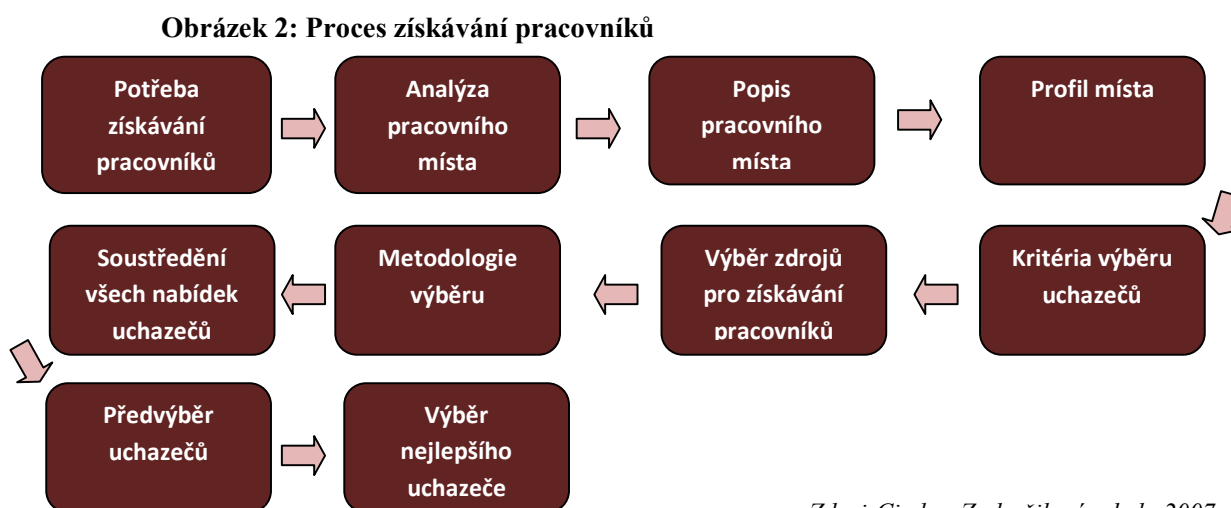 Obrázek 2: Proces získávání pracovníků
Potřeba
získávání
pracovníků
Analýza
pracovního
místa
Popis
pracovního
místa
Profil místa
Kritéria výběru
uchazečů
Výběr zdrojů
pro získávání
pracovníků
Metodologie
výběru
Soustředění
všech nabídek
uchazečů
Předvýběr
uchazečů
Výběr
nejlepšího
uchazeče